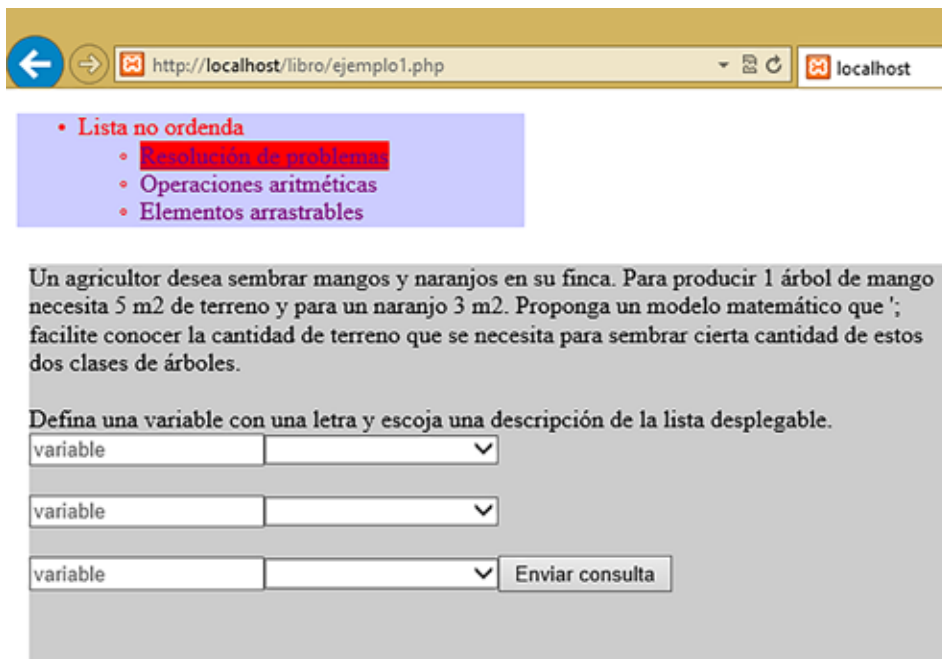 http://localhost/libro/ejemplo1.php
localhost
Lista no ordenda
Resolución de problemas
Operaciones aritméticas
Elementos arrastrables
Un agricultor desea sembrar mangos y naranjos en su finca. Para producir 1 árbol de mango
necesita 5 m2 de terreno y para un naranjo 3 m2. Proponga un modelo matemático que ';
facilite conocer la cantidad de terreno que se necesita para sembrar cierta cantidad de estos
dos clases de árboles.
Defina una variable con una letra y escoja una descripción de la lista desplegable.
variable
variable
variable
Enviar consulta